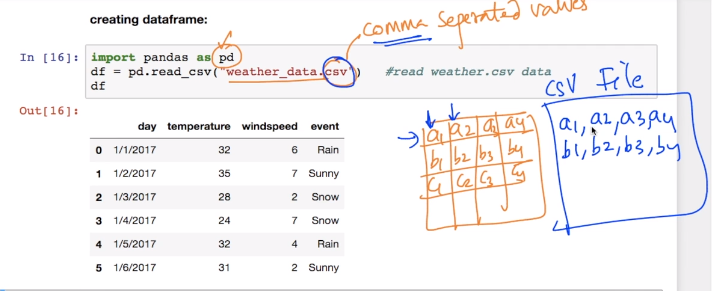 creating dataframe:
comma seperated values
In [16]: import pandas as pd
df = pd.read_csv("weather_data.csv") #read weather.csv data
df
Out[16]:
day temperature windspeed event
0 1/1/2017 32 6 Rain
1 1/2/2017 35 7 Sunny
2 1/3/2017 28 2 Snow
3 1/4/2017 24 7 Snow
4 1/5/2017 32 4 Rain
5 1/6/2017 31 2 Sunny
a1 a2 a3 a4
b1 b2 b3 b4
c1 c2 c3 c4
CSV File
a1, a2, a3, a4
b1, b2, b3, b4